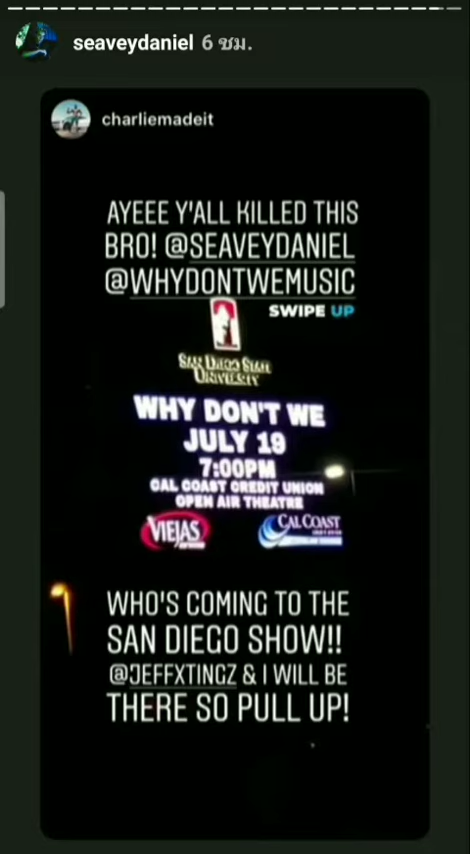 seaveydaniel 6 ชม.
charliemadeit
AYEEE Y'ALL KILLED THIS
BRO! @SEAVEYDANIEL
@WHYDONTWEMUSIC
SWIPE UP
SAN DIEGO STATE
UNIVERSITY
WHY DON'T WE
JULY 19
7:00PM
CAL COAST CREDIT UNION
OPEN AIR THEATRE
VIEJAS
CAL COAST
WHO'S COMING TO THE
SAN DIEGO SHOW!!
@JEFFXTINGZ & I WILL BE
THERE SO PULL UP!